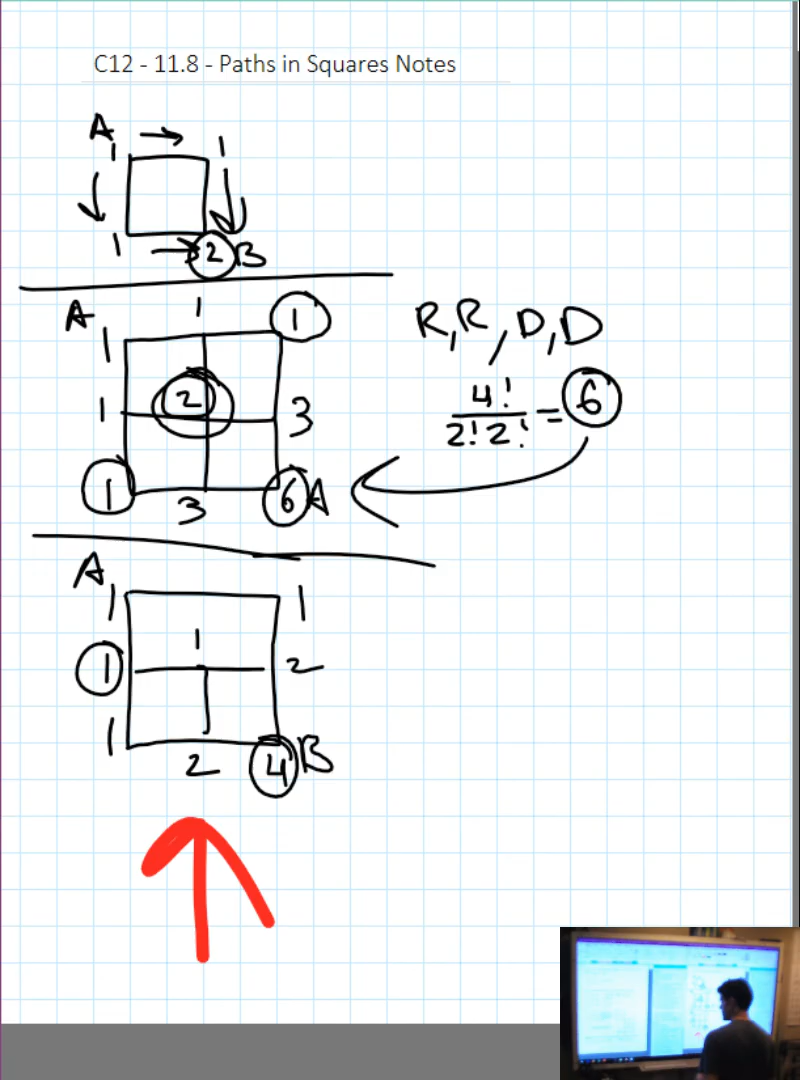 C12 - 11.8 - Paths in Squares Notes
A
1 1
1 2 B
A 1 1
1
1 2 3
1 3 6 A
R, R, D, D
4!
2! 2! = 6
A
1 1
1 1 2
1 2 4 B